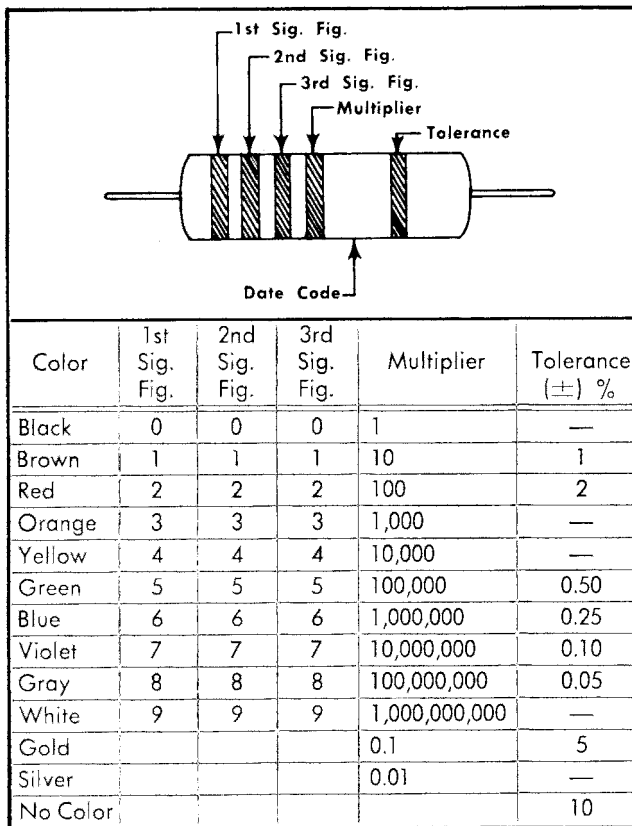 1st Sig. Fig.
2nd Sig. Fig.
3rd Sig. Fig.
Multiplier
Tolerance
Date Code
Color 1st Sig. Fig. 2nd Sig. Fig. 3rd Sig. Fig. Multiplier Tolerance (±) %
Black 0 0 0 1 —
Brown 1 1 1 10 1
Red 2 2 2 100 2
Orange 3 3 3 1,000 —
Yellow 4 4 4 10,000 —
Green 5 5 5 100,000 0.50
Blue 6 6 6 1,000,000 0.25
Violet 7 7 7 10,000,000 0.10
Gray 8 8 8 100,000,000 0.05
White 9 9 9 1,000,000,000 —
Gold 0.1 5
Silver 0.01 —
No Color 10